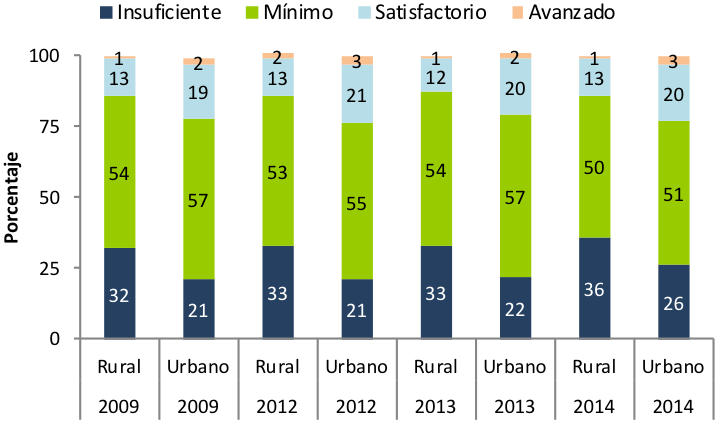 Insuficiente Mínimo Satisfactorio Avanzado
Porcentaje
100
75
50
25
0
1 2 2 3 1 2 1 3
13 19 13 21 12 20 13 20
54 57 53 55 54 57 50 51
32 21 33 21 33 22 36 26
Rural Urbano Rural Urbano Rural Urbano Rural Urbano
2009 2009 2012 2012 2013 2013 2014 2014